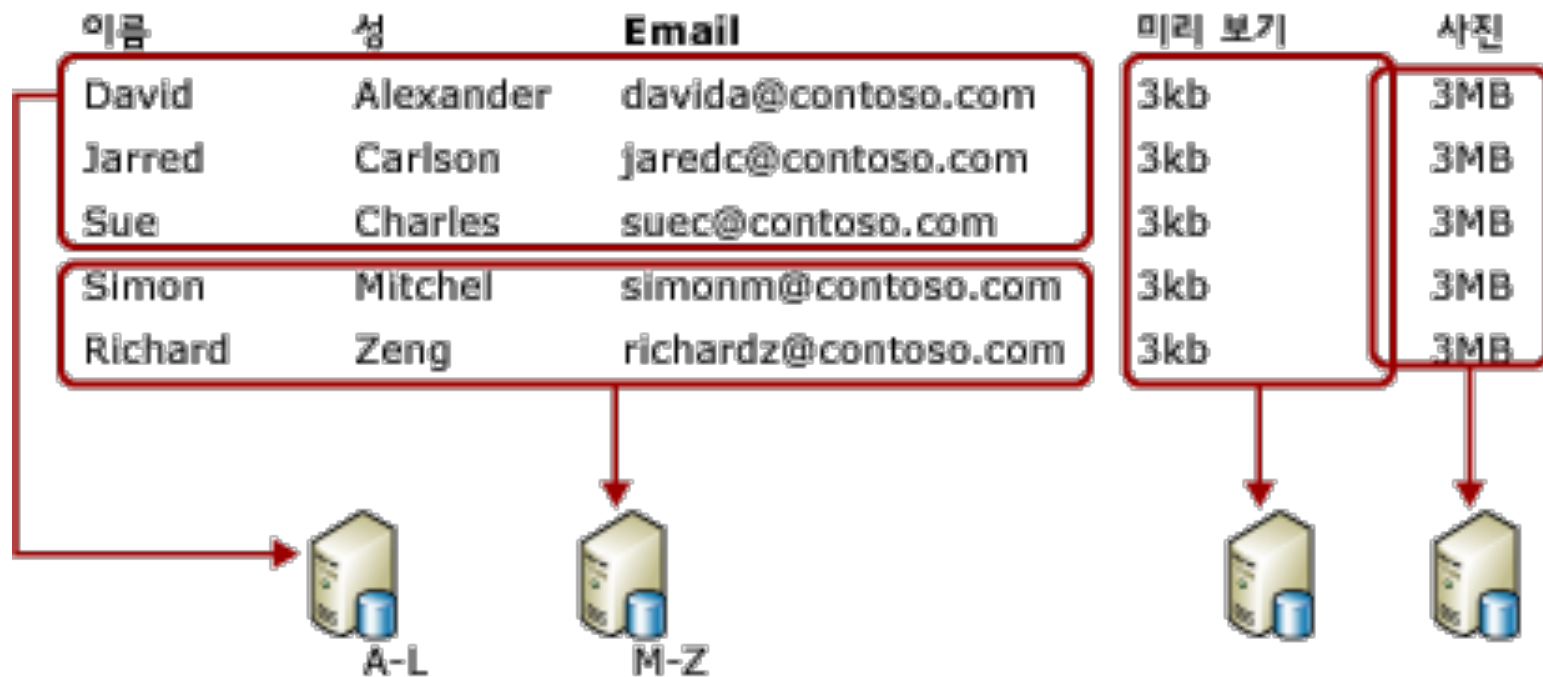 이름 성 Email 미리 보기 사진
David Alexander davida@contoso.com 3kb 3MB
Jarred Carlson jaredc@contoso.com 3kb 3MB
Sue Charles suec@contoso.com 3kb 3MB
Simon Mitchel simonm@contoso.com 3kb 3MB
Richard Zeng richardz@contoso.com 3kb 3MB
A-L M-Z